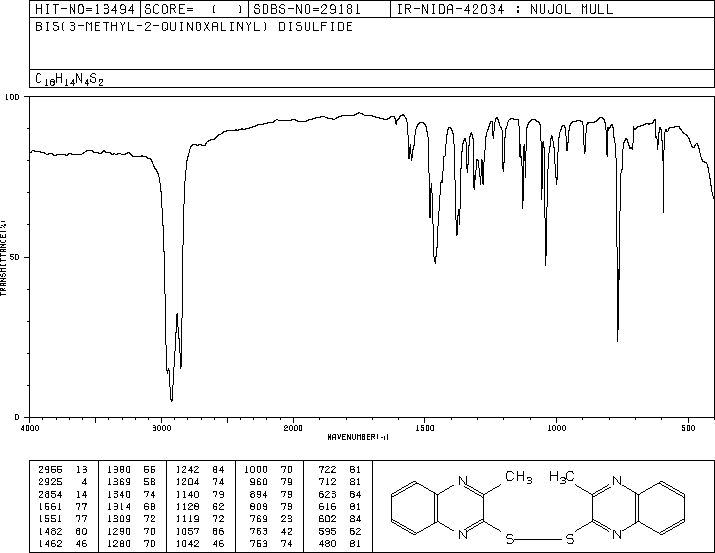 HIT-NO=13494 SCORE= ( ) SDBS-NO=29181 IR-NIDA-42034 : NUJOL MULL
BIS(3-METHYL-2-QUINOXALINYL) DISULFIDE
C18H14N4S2
100
50
0
TRANSMITTANCE(%)
4000 3000 2000 1500 1000 500
WAVENUMBER(-1)
2955 13 1380 56 1242 84 1000 70 722 81
2925 4 1369 58 1204 74 960 79 712 81
2854 14 1340 74 1140 79 894 79 623 84
1561 77 1314 68 1128 62 809 79 616 81
1551 77 1309 72 1119 72 769 23 602 84
1482 60 1290 70 1057 66 763 42 595 62
1462 46 1280 70 1042 46 753 74 480 81
N CH3 H3C N
N S S N